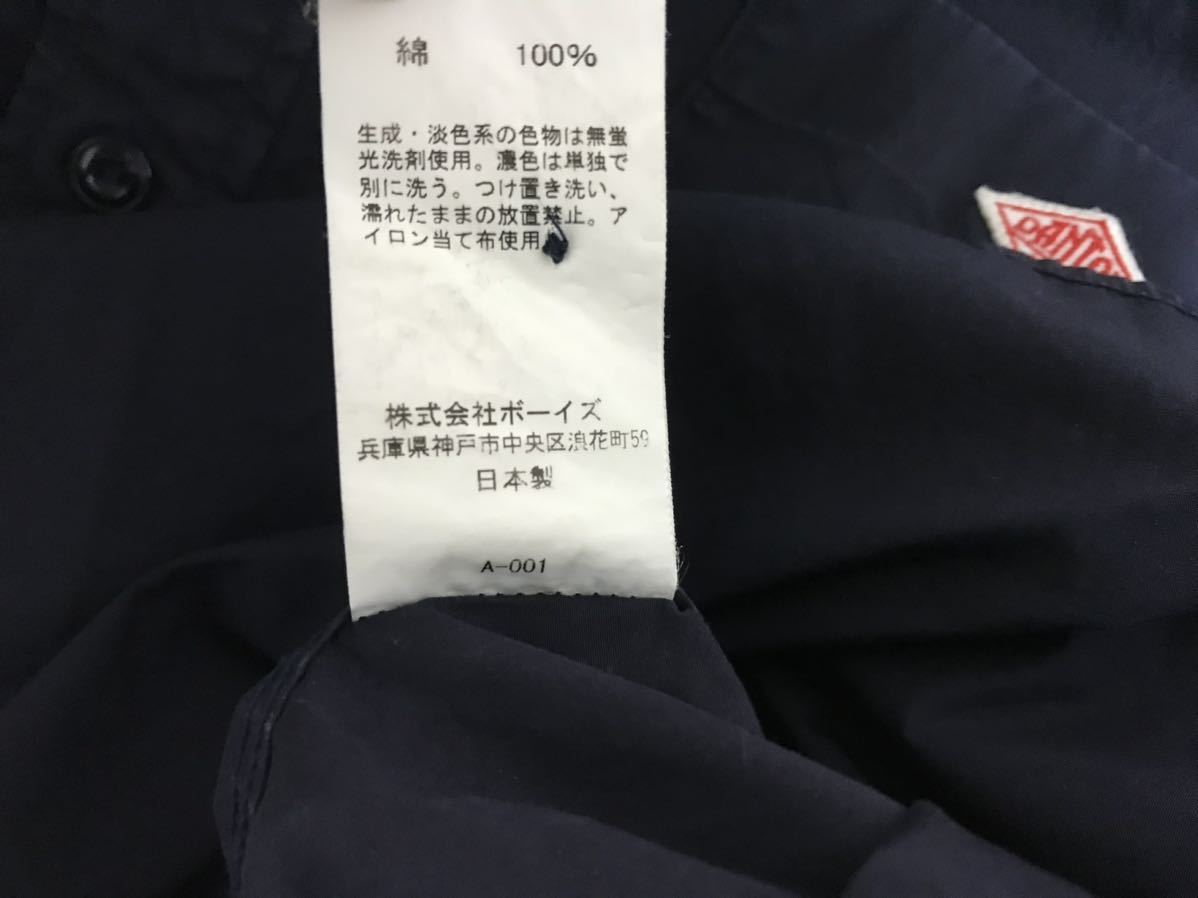 綿 100%
生成・淡色系の色物は無蛍
光洗剤使用。濃色は単独で
別に洗う。つけ置き洗い、
濡れたままの放置禁止。ア
イロン当て布使用
株式会社ボーイズ
兵庫県神戸市中央区浪花町59
日本製
A-001
DANTO